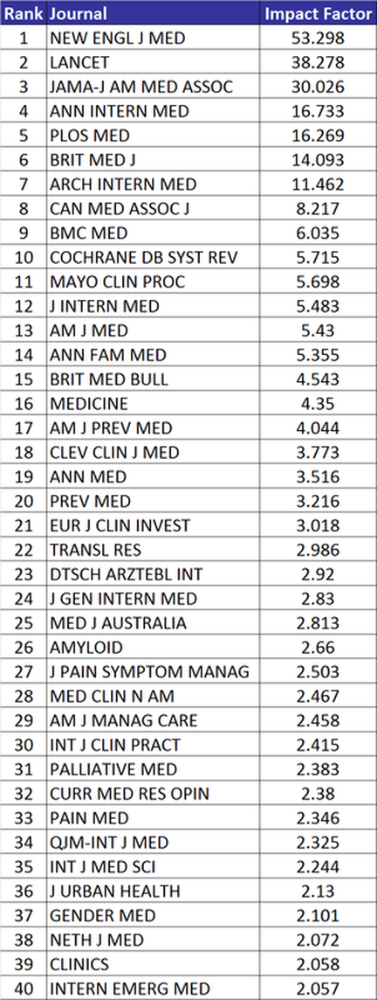 Rank Journal Impact Factor
1 NEW ENGL J MED 53.298
2 LANCET 38.278
3 JAMA-J AM MED ASSOC 30.026
4 ANN INTERN MED 16.733
5 PLOS MED 16.269
6 BRIT MED J 14.093
7 ARCH INTERN MED 11.462
8 CAN MED ASSOC J 8.217
9 BMC MED 6.035
10 COCHRANE DB SYST REV 5.715
11 MAYO CLIN PROC 5.698
12 J INTERN MED 5.483
13 AM J MED 5.43
14 ANN FAM MED 5.355
15 BRIT MED BULL 4.543
16 MEDICINE 4.35
17 AM J PREV MED 4.044
18 CLEV CLIN J MED 3.773
19 ANN MED 3.516
20 PREV MED 3.216
21 EUR J CLIN INVEST 3.018
22 TRANSL RES 2.986
23 DTSCH ARZTEBL INT 2.92
24 J GEN INTERN MED 2.83
25 MED J AUSTRALIA 2.813
26 AMYLOID 2.66
27 J PAIN SYMPTOM MANAG 2.503
28 MED CLIN N AM 2.467
29 AM J MANAG CARE 2.458
30 INT J CLIN PRACT 2.415
31 PALLIATIVE MED 2.383
32 CURR MED RES OPIN 2.38
33 PAIN MED 2.346
34 QJM-INT J MED 2.325
35 INT J MED SCI 2.244
36 J URBAN HEALTH 2.13
37 GENDER MED 2.101
38 NETH J MED 2.072
39 CLINICS 2.058
40 INTERN EMERG MED 2.057